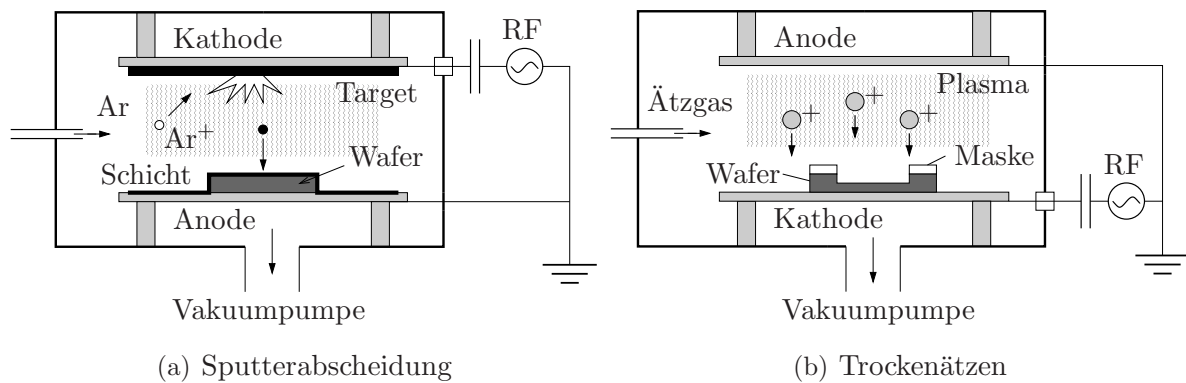 Kathode
RF
Target
Ar
Ar+
Wafer
Schicht
Anode
Vakuumpumpe
(a) Sputterabscheidung
Anode
Plasma
Ätzgas
+
+
+
Maske
Wafer
RF
Kathode
Vakuumpumpe
(b) Trockenätzen